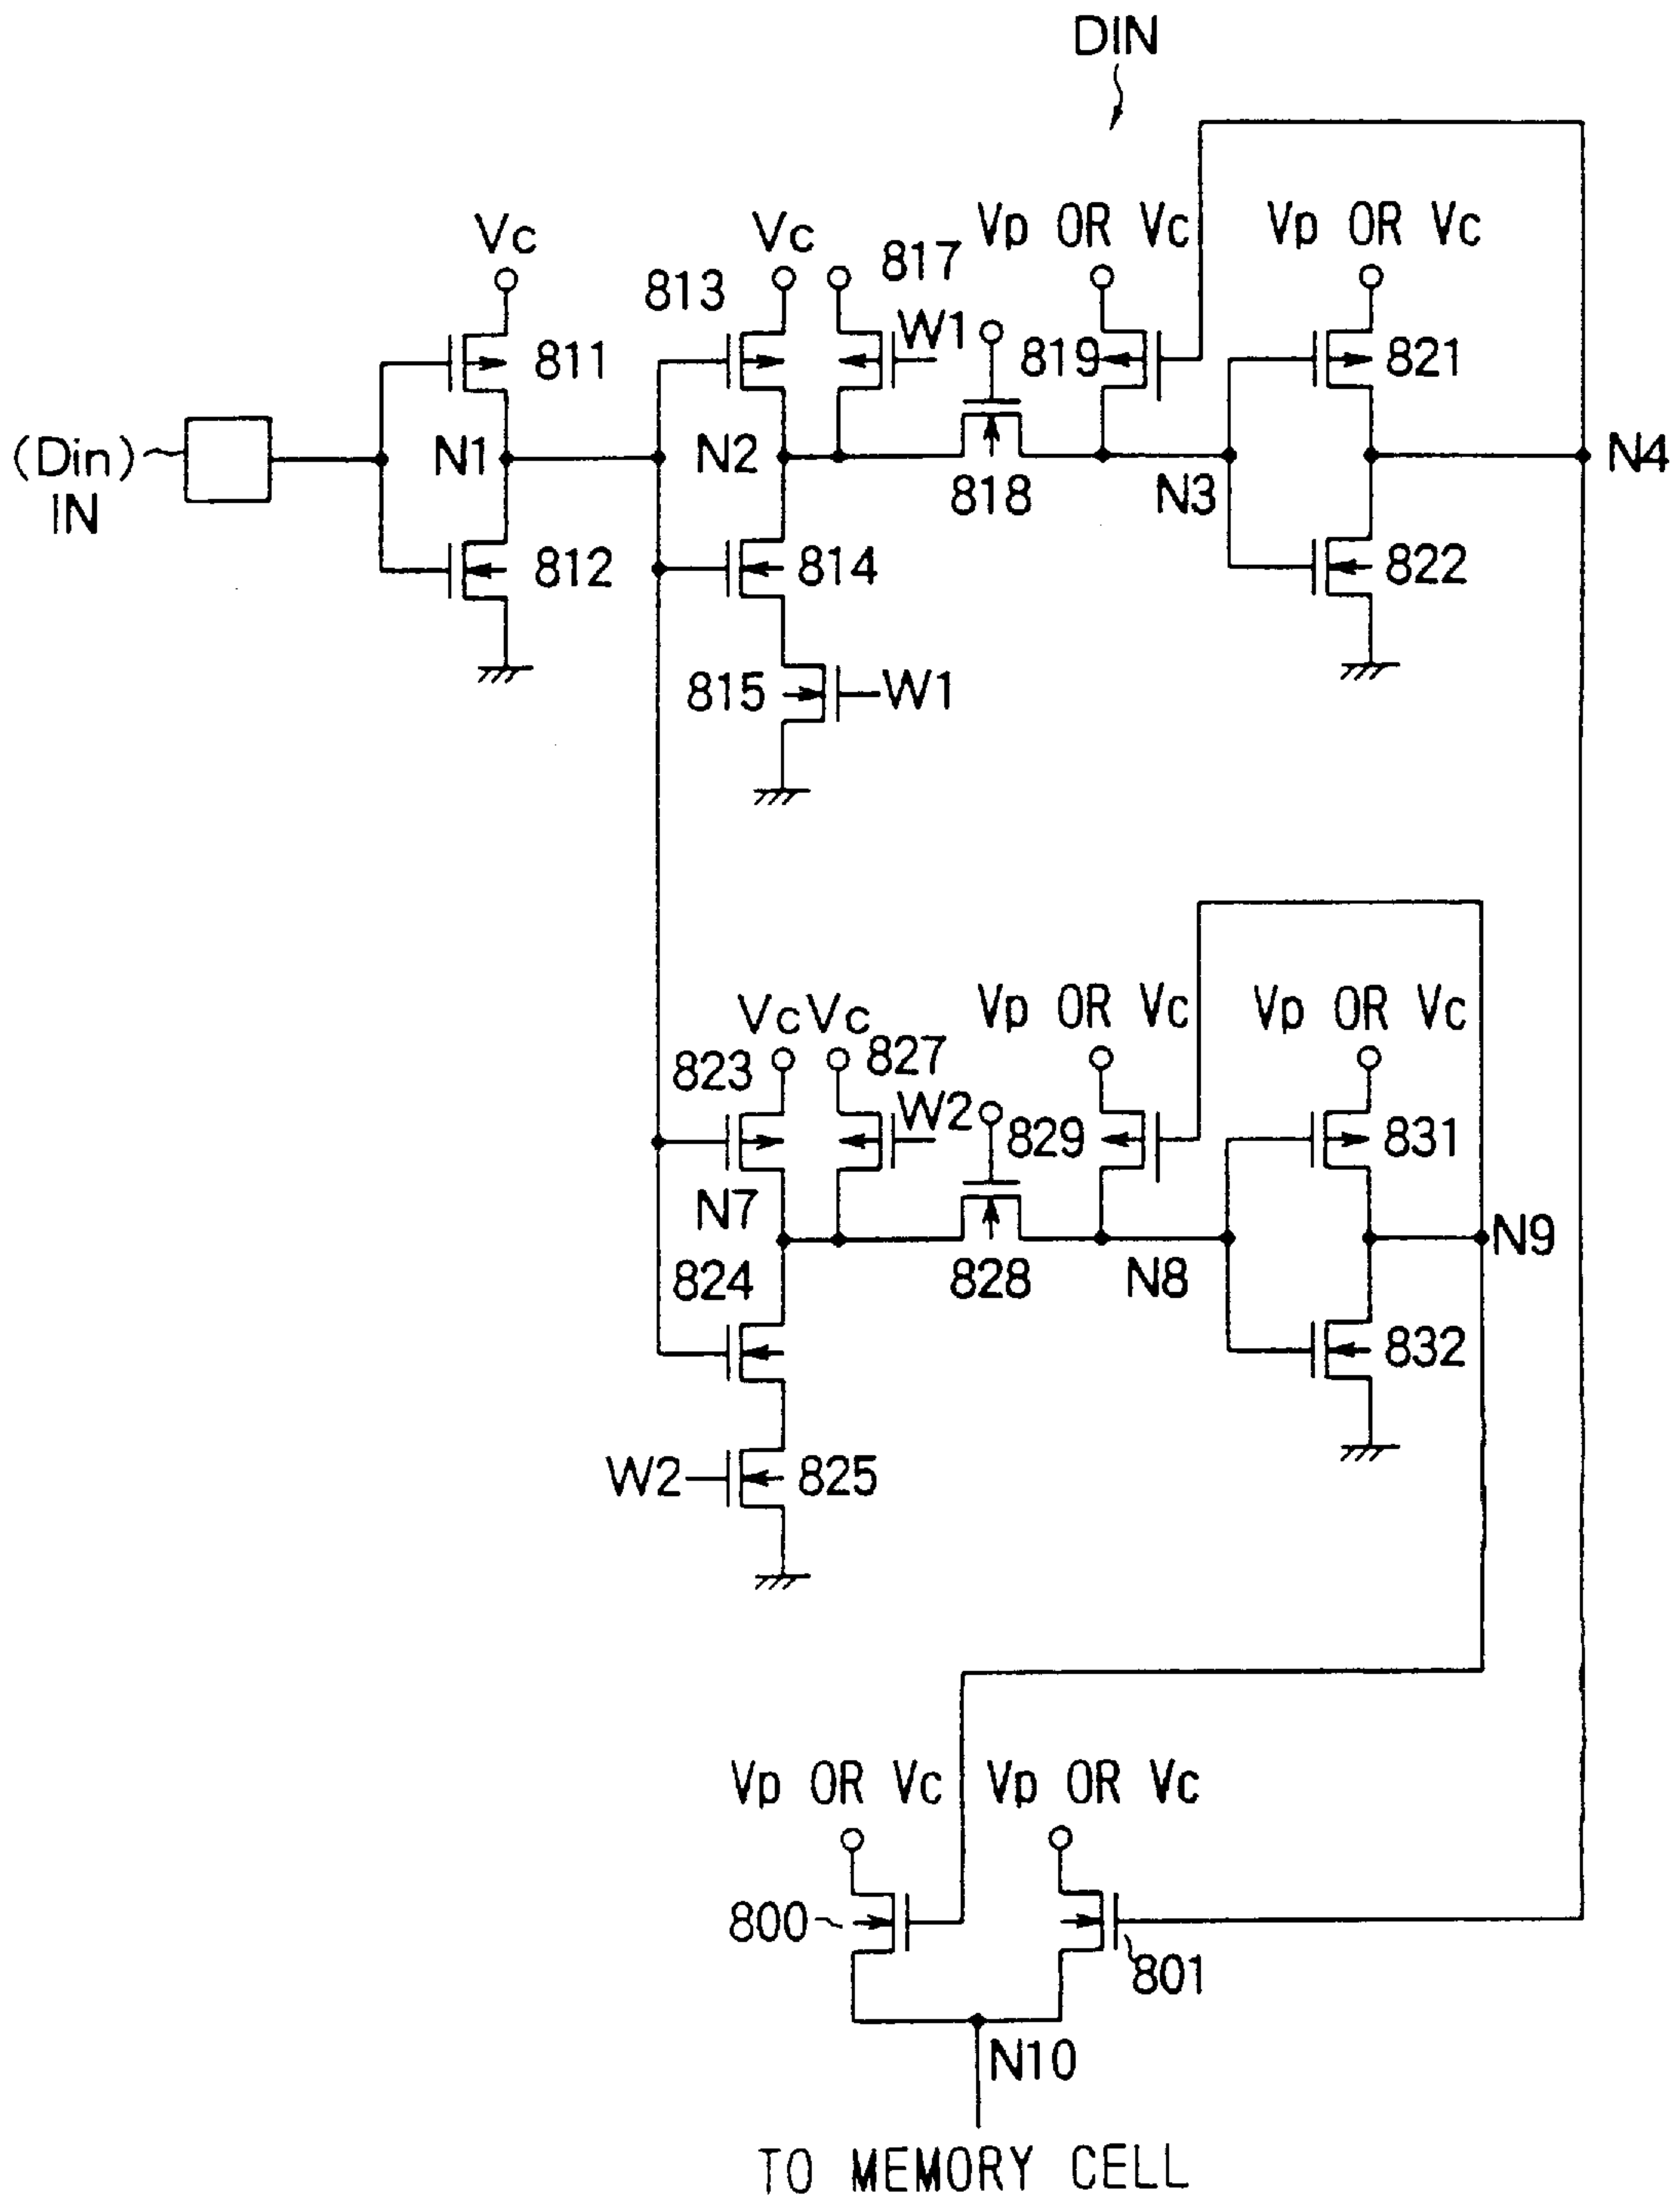 DIN
Vc
Vc
817
Vp OR Vc
Vp OR Vc
813
W1
811
819
821
(Din)
IN
N1
N2
818
N3
N4
812
814
822
815
W1
Vc
Vc
Vp OR Vc
Vp OR Vc
823
827
W2
829
831
N7
824
828
N8
N9
832
W2
825
Vp OR Vc
Vp OR Vc
800
801
N10
TO MEMORY CELL